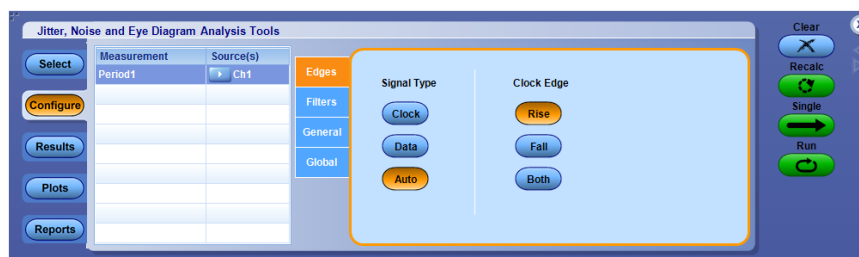 Jitter, Noise and Eye Diagram Analysis Tools
Clear
Select
Configure
Results
Plots
Reports
Measurement Source(s)
Period1 Ch1
Edges
Filters
General
Global
Signal Type
Clock
Data
Auto
Clock Edge
Rise
Fall
Both
Recalc
Single
Run